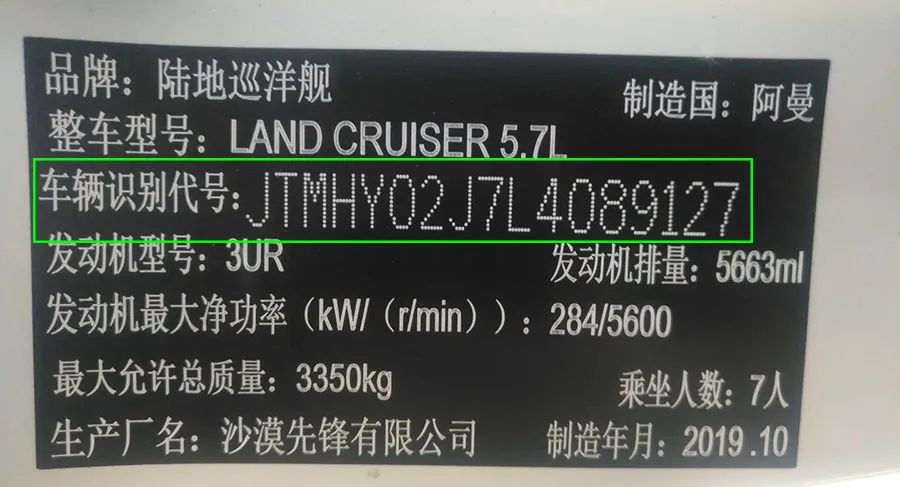 品牌：陆地巡洋舰 制造国：阿曼
整车型号：LAND CRUISER 5.7L
车辆识别代号：JTMHY02J7L4089127
发动机型号：3UR 发动机排量：5663ml
发动机最大净功率（kW/（r/min））：284/5600
最大允许总质量：3350kg 乘坐人数：7人
生产厂名：沙漠先锋有限公司 制造年月：2019.10